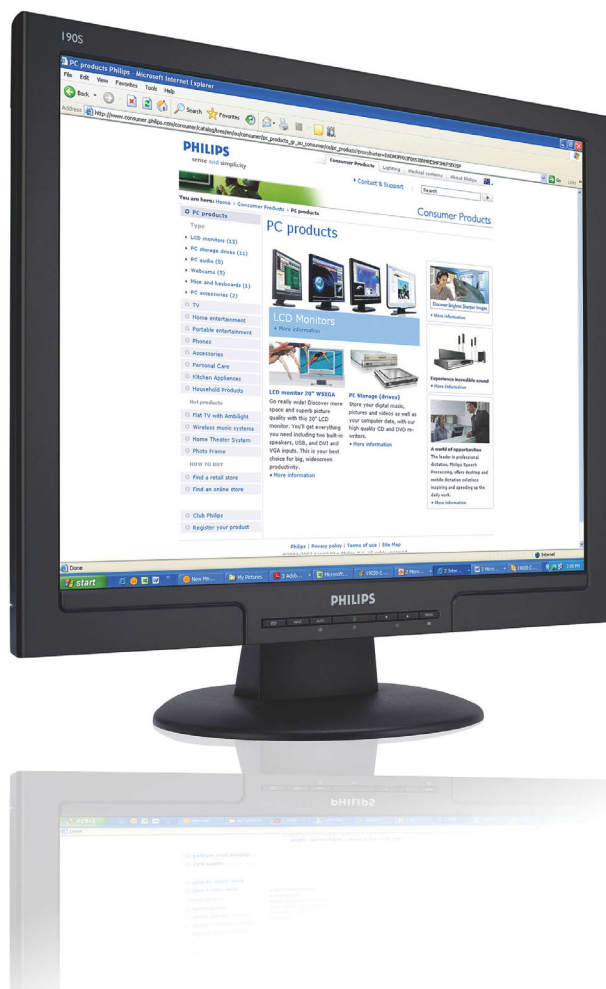 190S
PC products Philips - Microsoft Internet Explorer
File Edit View Favorites Tools Help
Back Search Favorites
Address
Go Links
PHILIPS
sense and simplicity
Consumer Products Lighting Medical systems About Philips
Contact & Support Search
You are here: Home Consumer Products PC products
Consumer Products
PC products
Type
LCD monitors (13)
PC storage drives (11)
PC audio (5)
Webcams (5)
Mice and keyboards (1)
PC accessories (2)
TV
Home entertainment
Portable entertainment
Phones
Accessories
Personal Care
Kitchen Appliances
Household Products
Hot products
Flat TV with Ambilight
Wireless music systems
Home Theater System
Photo Frame
HOW TO BUY
Find a retail store
Find an online store
Club Philips
Register your product
PC products
LCD Monitors
More information
LCD monitor 20" WSXGA
Go really wide! Discover more
space and superb picture
quality with this 20" LCD
monitor. You'll get everything
you need including two built-in
speakers, USB, and DVI and
VGA inputs. This is your best
choice for big, widescreen
productivity.
More information
PC Storage (drives)
Store your digital music,
pictures and videos as well as
your computer data, with our
high quality CD and DVD re-
writers.
More information
More information
Experience incredible sound
More information
A world of opportunities
The leader in professional
dictation, Philips Speech
Processing, offers desktop and
mobile dictation solutions
inspiring and speeding up the
daily work.
More information
Philips | Privacy policy | Terms of use | Site Map
Done
Internet
start
My Pictures
2:03 PM
PHILIPS
INPUT AUTO MENU